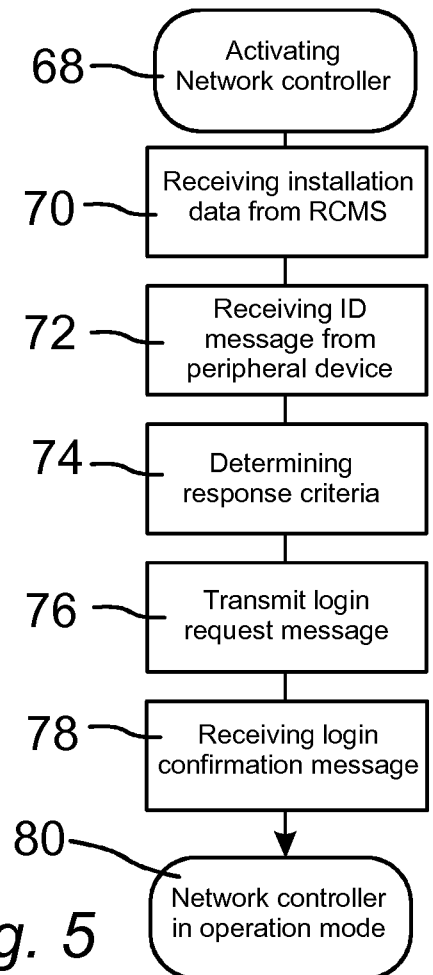 68
Activating
Network controller
70
Receiving installation
data from RCMS
72
Receiving ID
message from
peripheral device
74
Determining
response criteria
76
Transmit login
request message
78
Receiving login
confirmation message
80
Network controller
in operation mode
g. 5